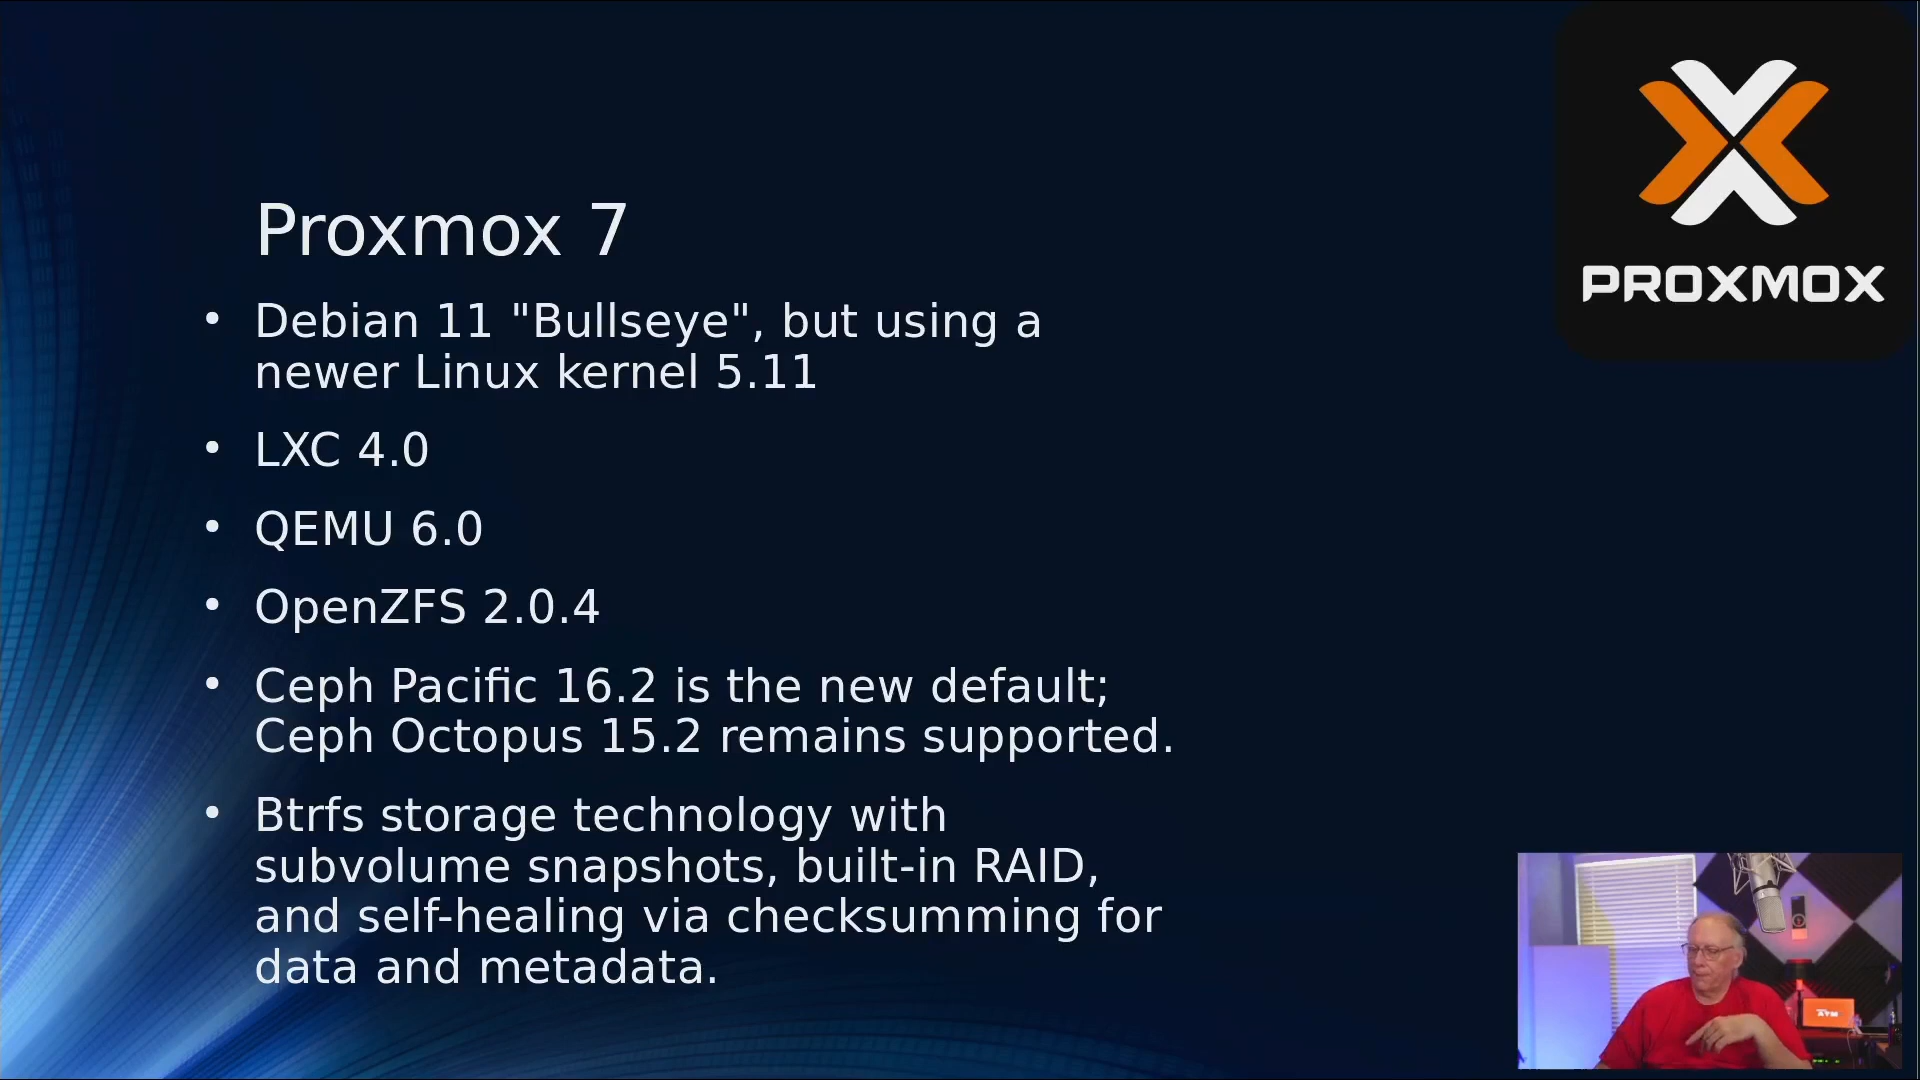 PROXMOX
Proxmox 7
• Debian 11 "Bullseye", but using a
newer Linux kernel 5.11
• LXC 4.0
• QEMU 6.0
• OpenZFS 2.0.4
• Ceph Pacific 16.2 is the new default;
Ceph Octopus 15.2 remains supported.
• Btrfs storage technology with
subvolume snapshots, built-in RAID,
and self-healing via checksumming for
data and metadata.